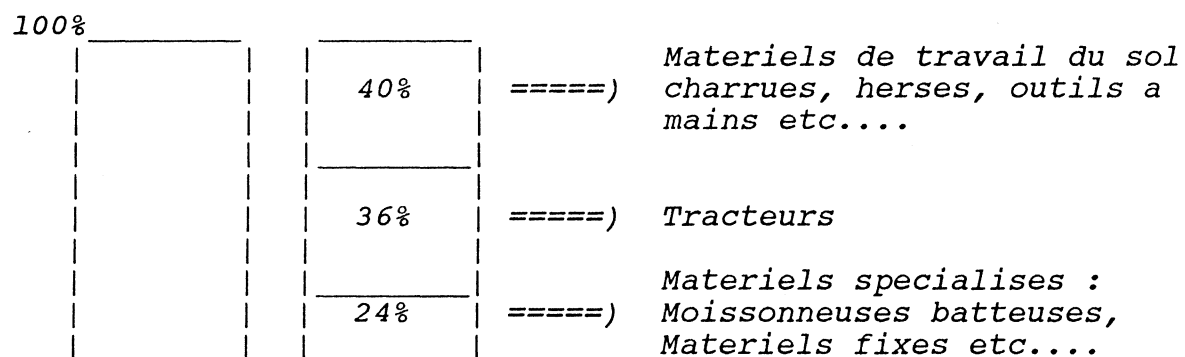 100%
Materiels de travail du sol
40% =====) charrues, herses, outils a
mains etc....
36% =====) Tracteurs
Materiels specialises :
24% =====) Moissonneuses batteuses,
Materiels fixes etc....